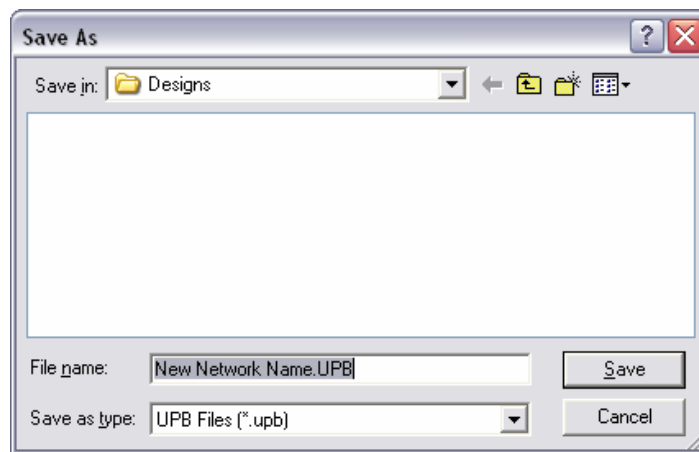 Save As
Save in: Designs
File name: New Network Name.UPB Save
Save as type: UPB Files (*.upb) Cancel